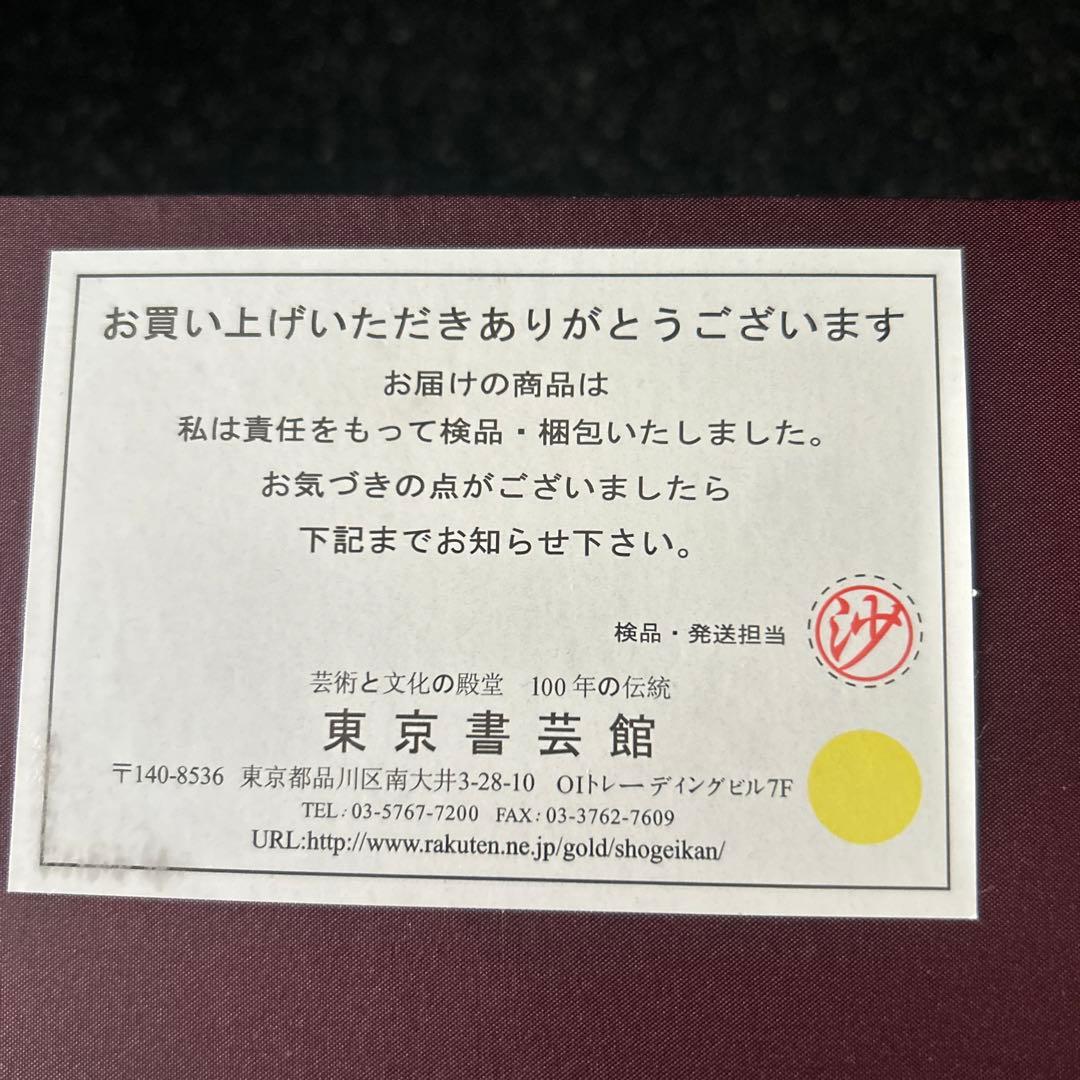 お買い上げいただきありがとうございます
お届けの商品は
私は責任をもって検品・梱包いたしました。
お気づきの点がございましたら
下記までお知らせ下さい。
検品・発送担当 沙
芸術と文化の殿堂 100年の伝統
東京書芸館
〒140-8536 東京都品川区南大井3-28-10 OIトレーディングビル7F
TEL:03-5767-7200 FAX:03-3762-7609
URL:http://www.rakuten.ne.jp/gold/shogeikan/